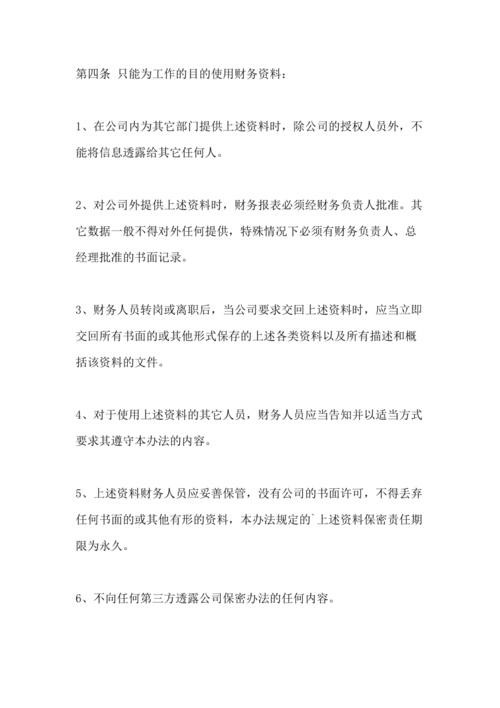 第四条 只能为工作的目的使用财务资料：
1、在公司内为其它部门提供上述资料时，除公司的授权人员外，不
能将信息透露给其它任何人。
2、对公司外提供上述资料时，财务报表必须经财务负责人批准。其
它数据一般不得对外任何提供，特殊情况下必须有财务负责人、总
经理批准的书面记录。
3、财务人员转岗或离职后，当公司要求交回上述资料时，应当立即
交回所有书面的或其他形式保存的上述各类资料以及所有描述和概
括该资料的文件。
4、对于使用上述资料的其它人员，财务人员应当告知并以适当方式
要求其遵守本办法的内容。
5、上述资料财务人员应妥善保管，没有公司的书面许可，不得丢弃
任何书面的或其他有形的资料，本办法规定的`上述资料保密责任期
限为永久。
6、不向任何第三方透露公司保密办法的任何内容。